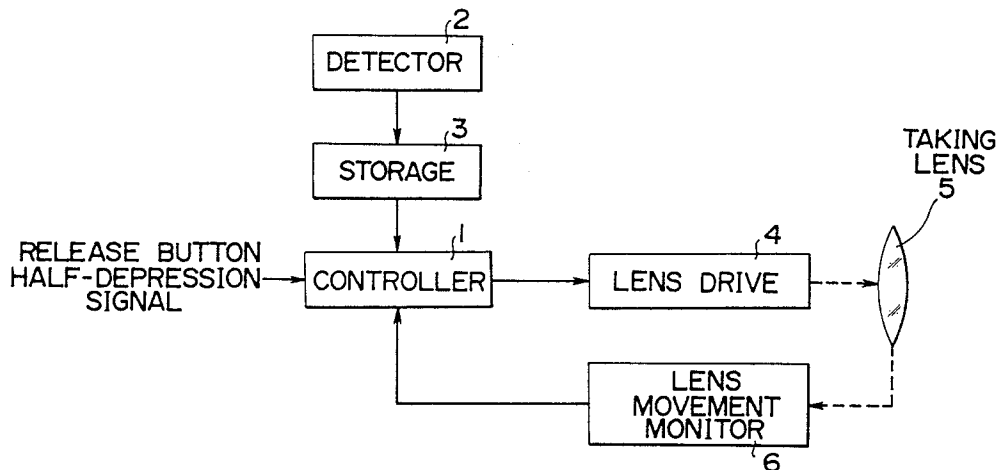 2
DETECTOR
3
STORAGE
TAKING
LENS
5
RELEASE BUTTON
HALF-DEPRESSION
SIGNAL
1
CONTROLLER
4
LENS DRIVE
LENS
MOVEMENT
MONITOR
6